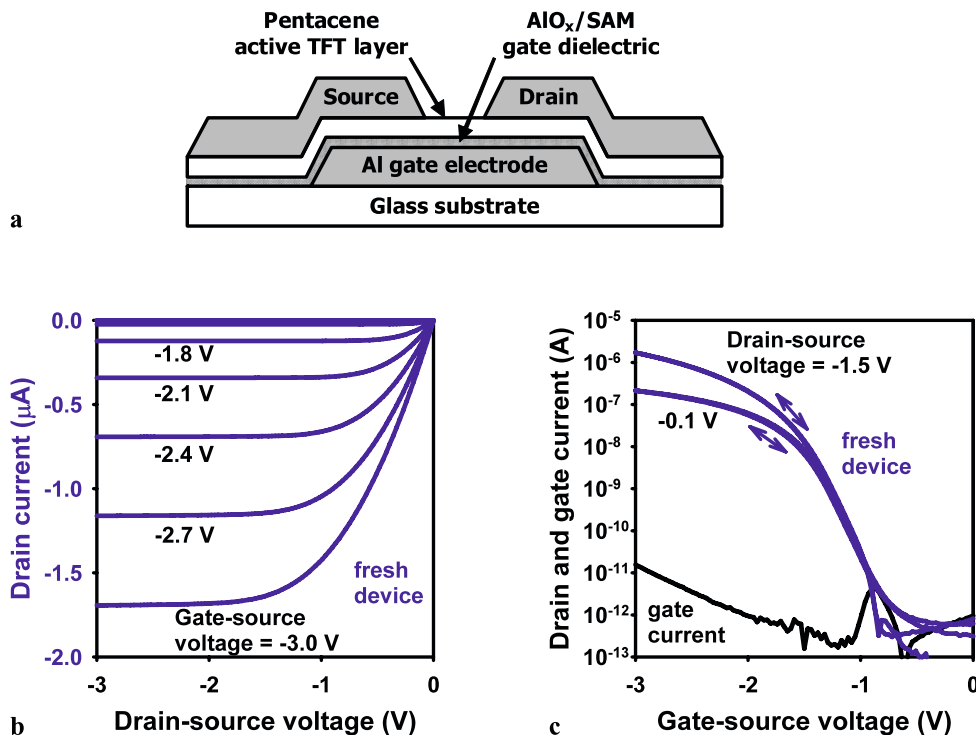 Pentacene
active TFT layer
AlOₓ/SAM
gate dielectric
Source
Drain
Al gate electrode
Glass substrate
a
0.0
-0.5
-1.0
-1.5
-2.0
Drain current (μA)
-1.8 V
-2.1 V
-2.4 V
-2.7 V
fresh
device
Gate-source
voltage = -3.0 V
-3
-2
-1
0
Drain-source voltage (V)
b
10⁻⁵
10⁻⁶
10⁻⁷
10⁻⁸
10⁻⁹
10⁻¹⁰
10⁻¹¹
10⁻¹²
10⁻¹³
Drain and gate current (A)
Drain-source
voltage = -1.5 V
-0.1 V
fresh
device
gate
current
-3
-2
-1
0
Gate-source voltage (V)
c